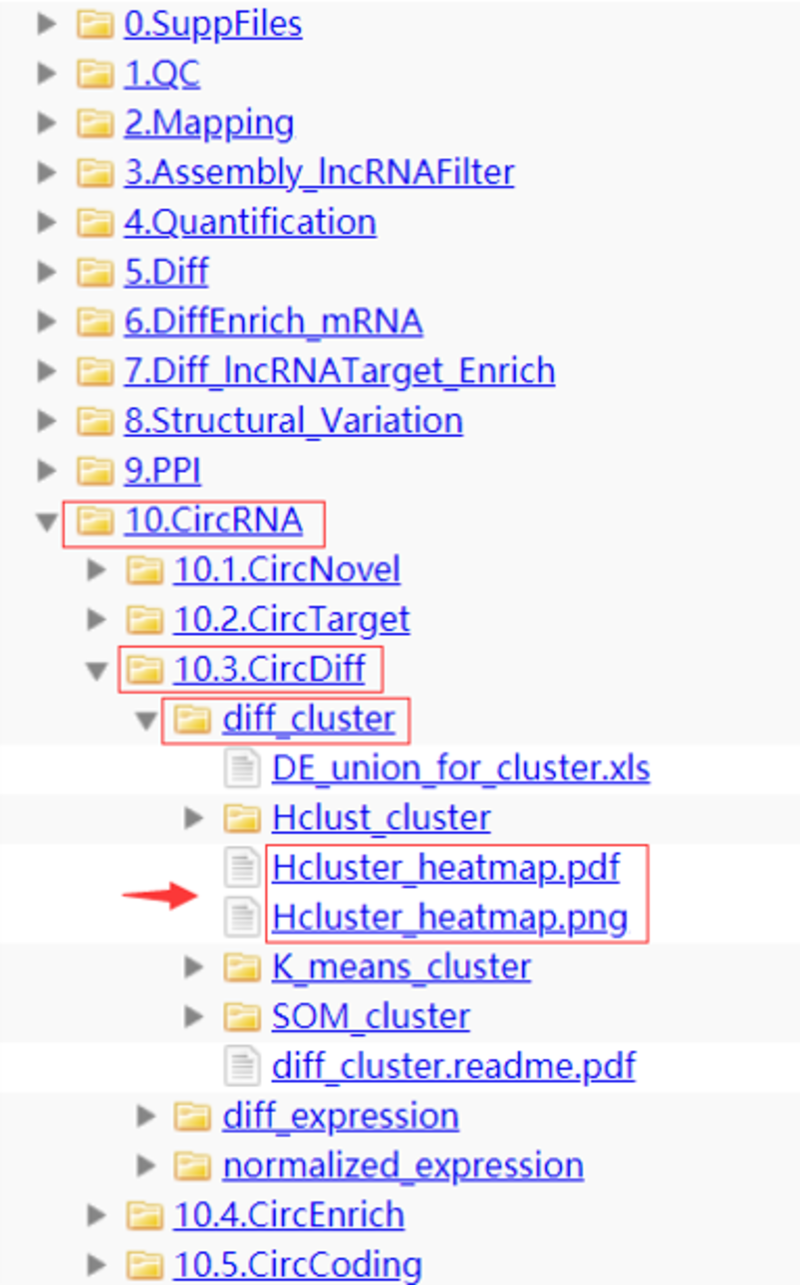 0.SuppFiles
1.QC
2.Mapping
3.Assembly_lncRNAFilter
4.Quantification
5.Diff
6.DiffEnrich_mRNA
7.Diff_lncRNATarget_Enrich
8.Structural_Variation
9.PPI
10.CircRNA
10.1.CircNovel
10.2.CircTarget
10.3.CircDiff
diff_cluster
DE_union_for_cluster.xls
Hclust_cluster
Hcluster_heatmap.pdf
Hcluster_heatmap.png
K_means_cluster
SOM_cluster
diff_cluster.readme.pdf
diff_expression
normalized_expression
10.4.CircEnrich
10.5.CircCoding